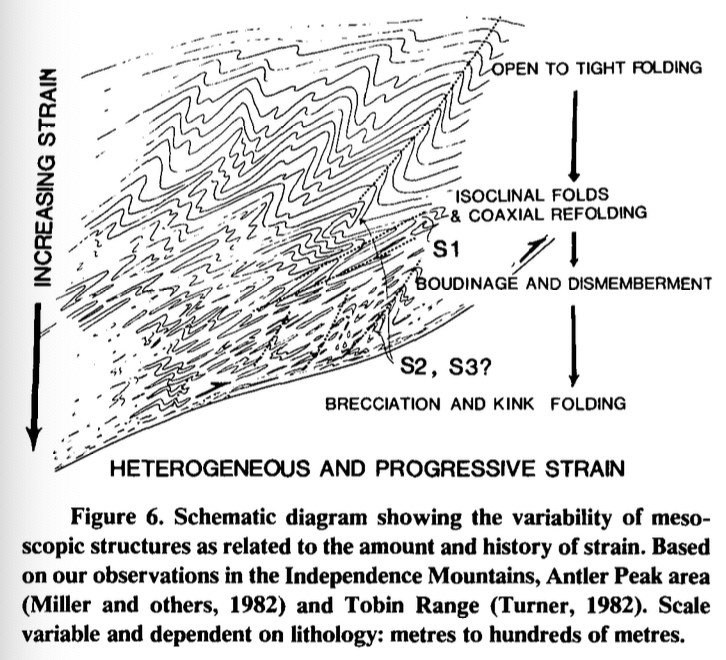 INCREASING STRAIN
OPEN TO TIGHT FOLDING
ISOCLINAL FOLDS
& COAXIAL REFOLDING
S1
BOUDINAGE AND DISMEMBERMENT
S2, S3?
BRECCIATION AND KINK FOLDING
HETEROGENEOUS AND PROGRESSIVE STRAIN
Figure 6. Schematic diagram showing the variability of meso-
scopic structures as related to the amount and history of strain. Based
on our observations in the Independence Mountains, Antler Peak area
(Miller and others, 1982) and Tobin Range (Turner, 1982). Scale
variable and dependent on lithology: metres to hundreds of metres.